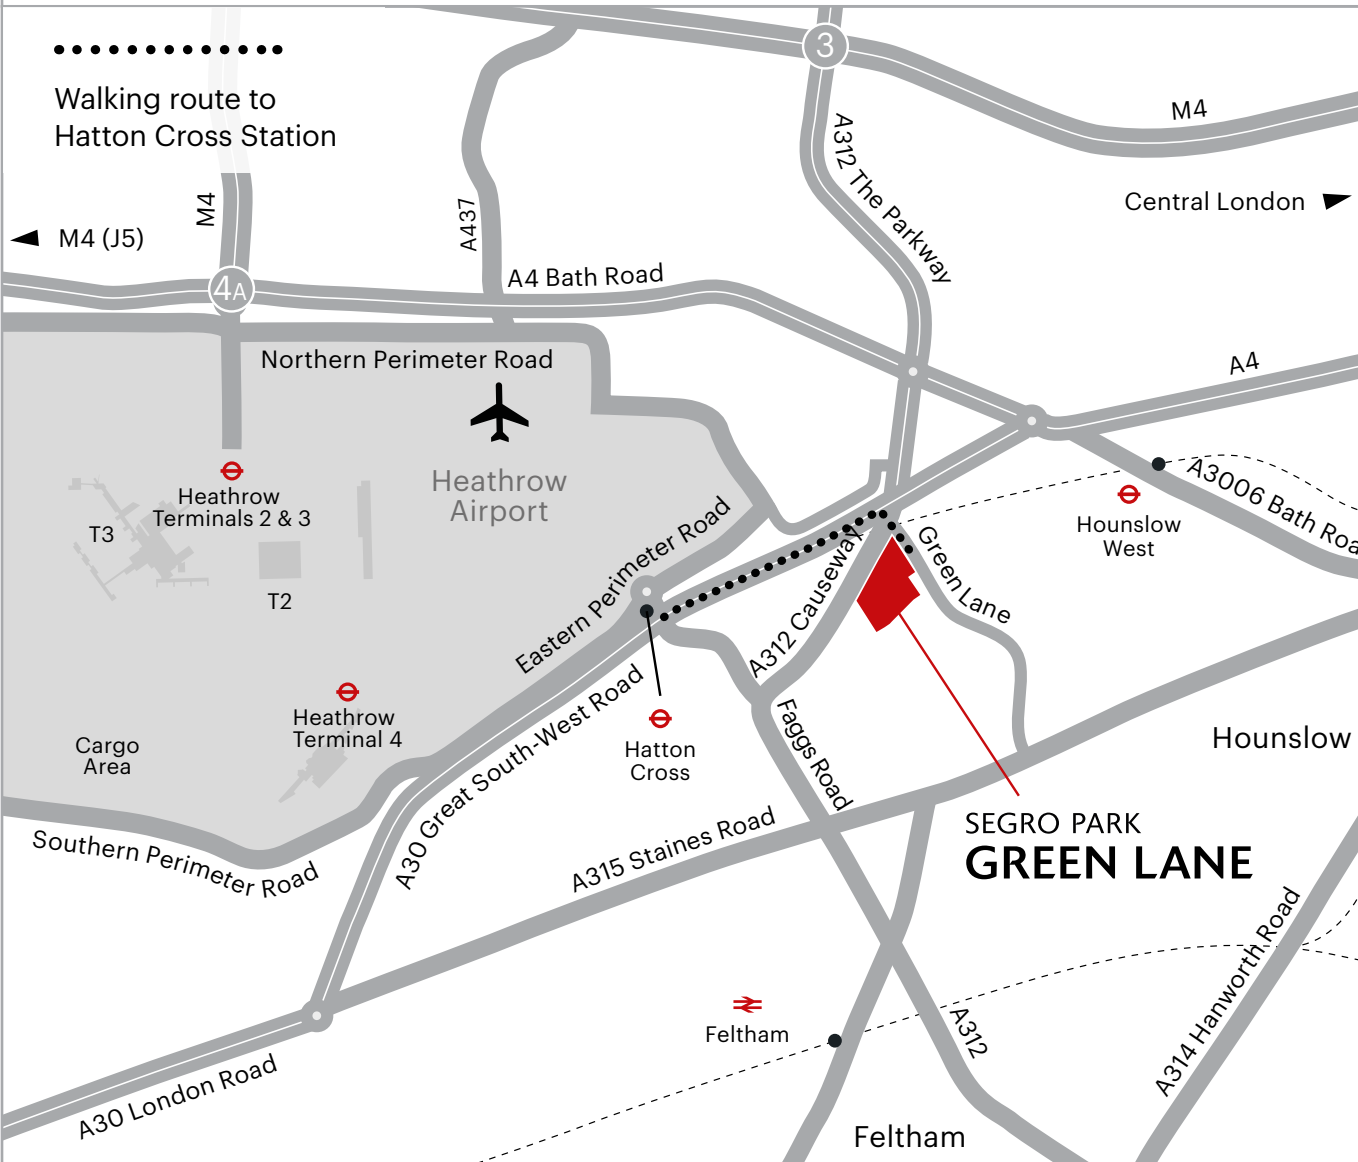 Walking route to
Hatton Cross Station
3
M4
M4
A312 The Parkway
Central London
M4 (J5)
A437
4A
A4 Bath Road
Northern Perimeter Road
A4
Heathrow
Airport
Heathrow
Terminals 2 & 3
T3
T2
A3006 Bath Roa
Hounslow
West
Eastern Perimeter Road
Green Lane
A312 Causeway
Heathrow
Terminal 4
Cargo
Area
Hatton
Cross
A30 Great South-West Road
Faggs Road
Hounslow
SEGRO PARK
GREEN LANE
Southern Perimeter Road
A315 Staines Road
A314 Hanworth Road
Feltham
A312
A30 London Road
Feltham